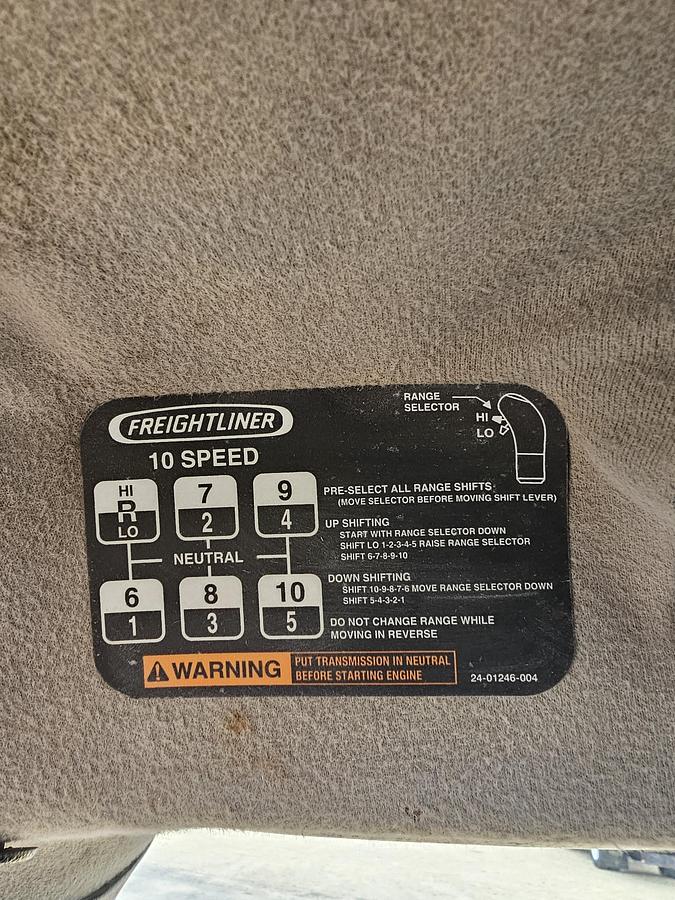 FREIGHTLINER
10 SPEED
RANGE
SELECTOR
HI
LO
HI
R
LO
7
2
9
4
NEUTRAL
6
1
8
3
10
5
PRE-SELECT ALL RANGE SHIFTS
(MOVE SELECTOR BEFORE MOVING SHIFT LEVER)
UP SHIFTING
START WITH RANGE SELECTOR DOWN
SHIFT LO 1-2-3-4-5 RAISE RANGE SELECTOR
SHIFT 6-7-8-9-10
DOWN SHIFTING
SHIFT 10-9-8-7-6 MOVE RANGE SELECTOR DOWN
SHIFT 5-4-3-2-1
DO NOT CHANGE RANGE WHILE
MOVING IN REVERSE
WARNING
PUT TRANSMISSION IN NEUTRAL
BEFORE STARTING ENGINE
24-01246-004